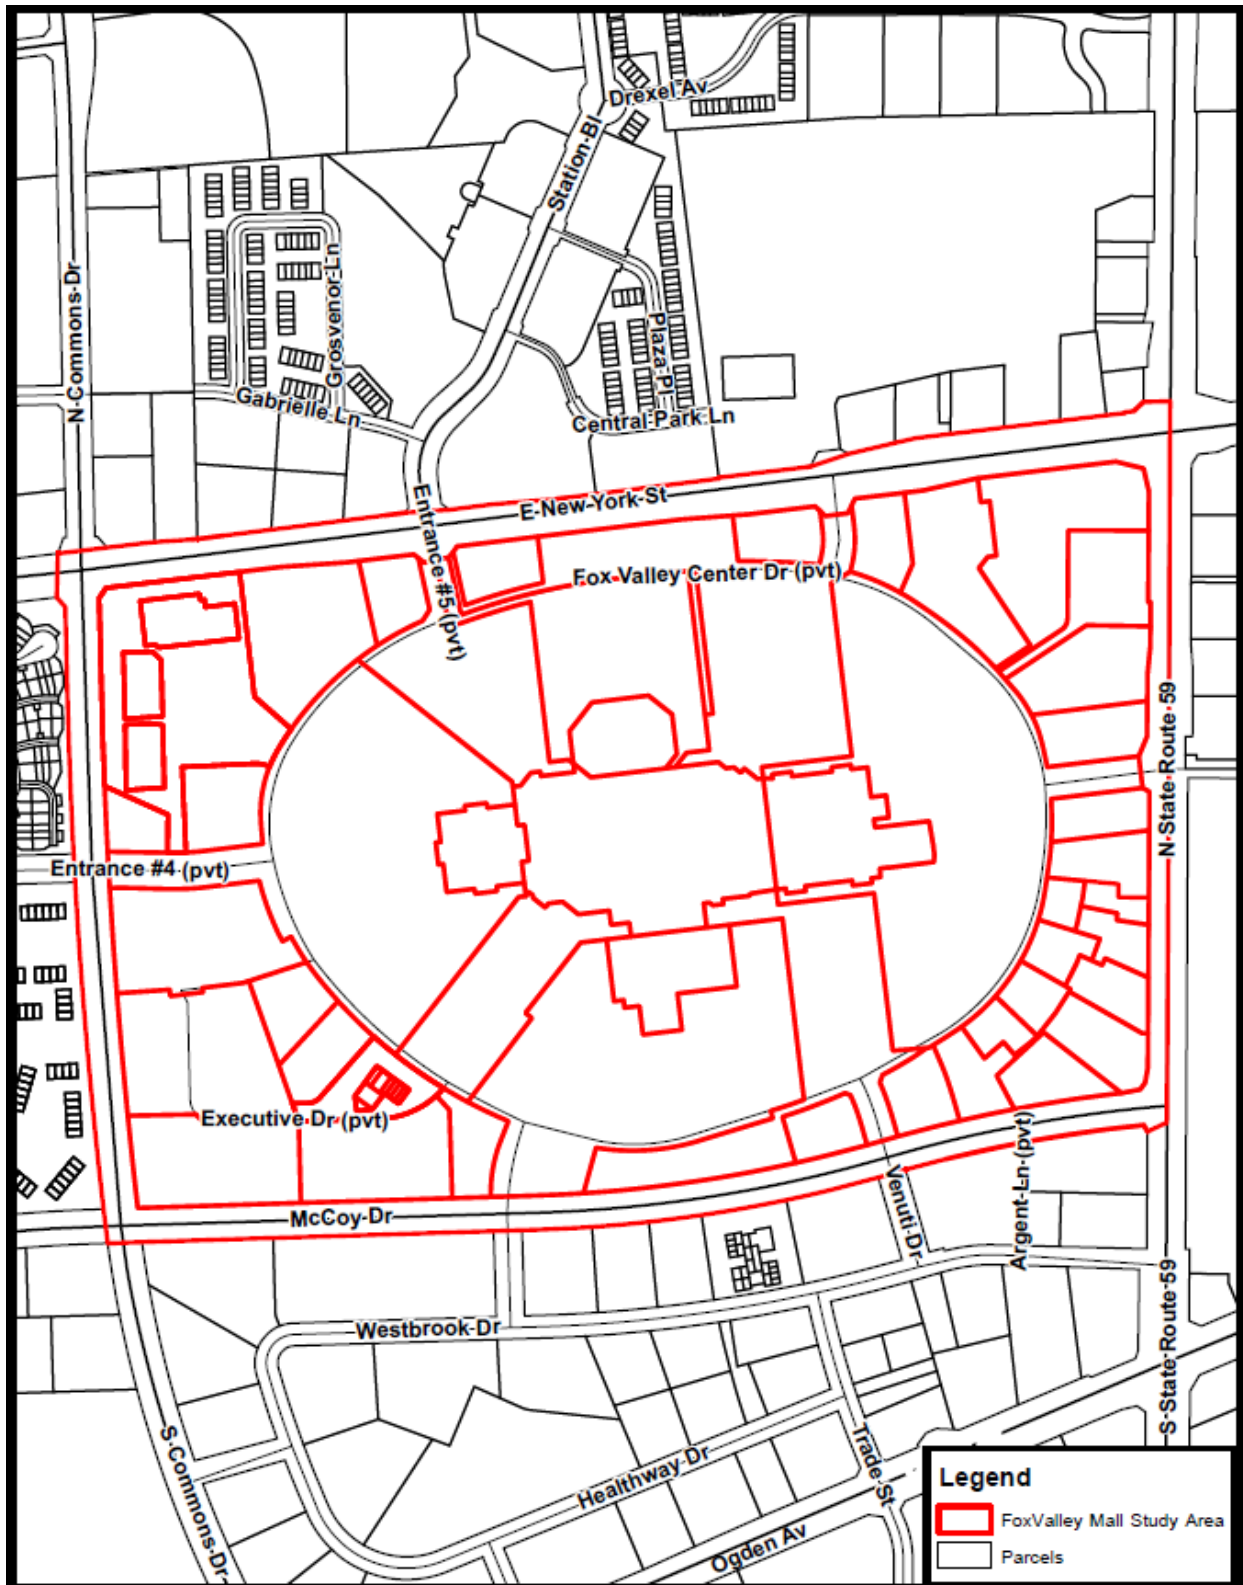 Drexel Av
Station Bl
N Commons Dr
Grosvenor Ln
Plaza Pl
Gabrielle Ln
Central Park Ln
E New York St
Entrance #5 (pvt)
Fox Valley Center Dr (pvt)
N State Route 59
Entrance #4 (pvt)
Executive Dr (pvt)
McCoy Dr
Venuti Dr
Argent Ln (pvt)
Westbrook Dr
S State Route 59
S Commons Dr
Healthway Dr
Trade St
Ogden Av
Legend
FoxValley Mall Study Area
Parcels